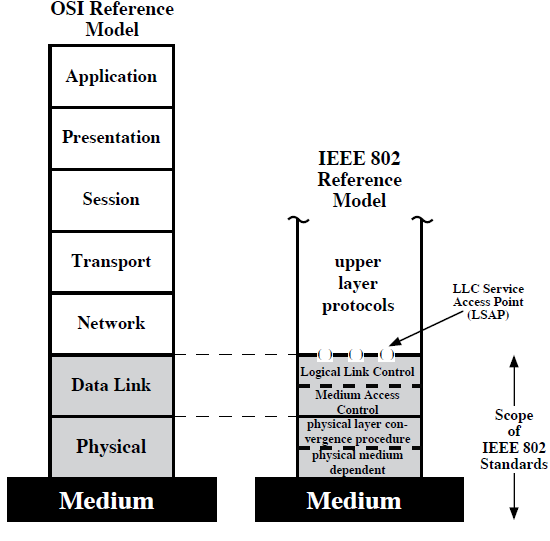 OSI Reference
Model
Application
Presentation
Session
Transport
Network
Data Link
Physical
Medium
IEEE 802
Reference
Model
upper
layer
protocols
LLC Service
Access Point
(LSAP)
Logical Link Control
Medium Access
Control
physical layer con-
vergence procedure
physical medium
dependent
Medium
Scope
of
IEEE 802
Standards